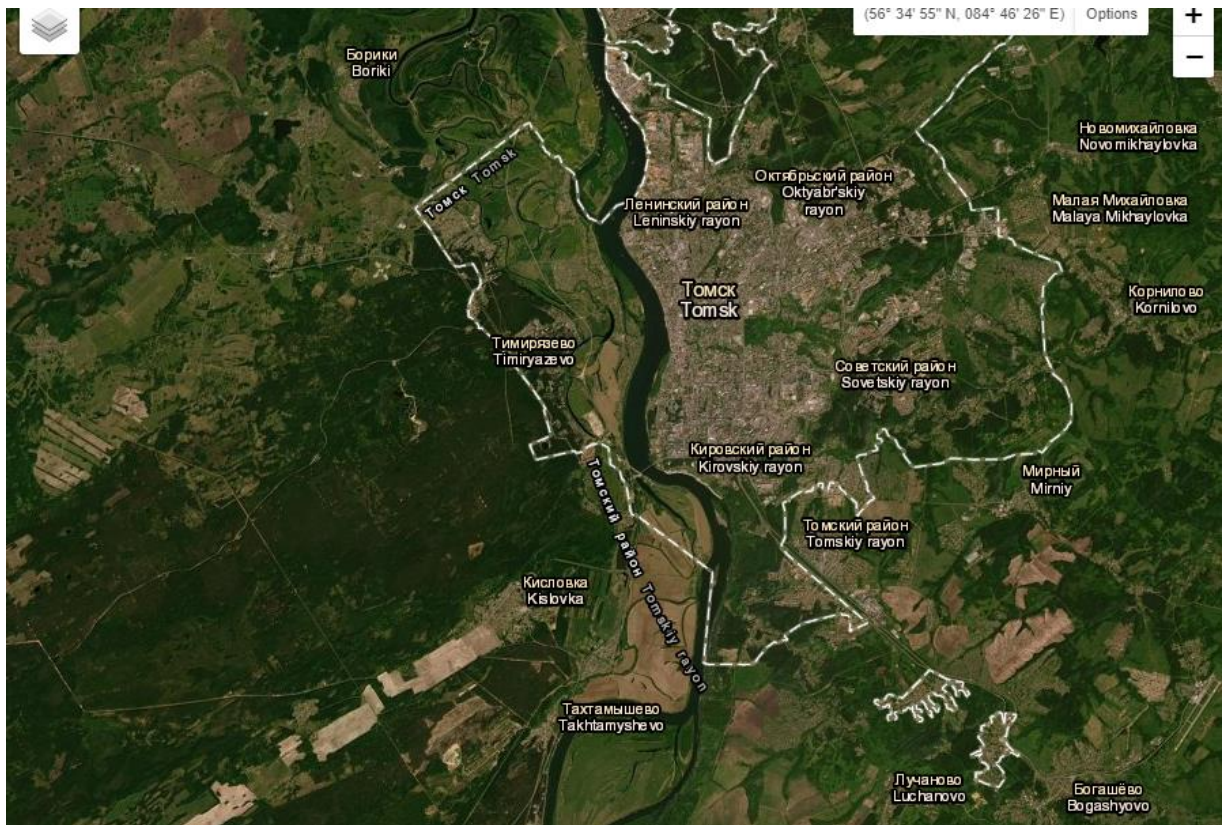 (56° 34' 55" N, 084° 46' 26" E)
Options
+
−
Борики
Boriki
Новомихайловка
Novomikhaylovka
Томск Tomsk
Октябрьский район
Oktyabr'skiy
rayon
Ленинский район
Leninskiy rayon
Малая Михайловка
Malaya Mikhaylovka
Томск
Tomsk
Корнилово
Kornilovo
Тимирязево
Timiryazevo
Советский район
Sovetskiy rayon
Кировский район
Kirovskiy rayon
Мирный
Mirniy
Томский район Tomskiy rayon
Томский район
Tomskiy rayon
Кисловка
Kislovka
Тахтамышево
Takhtamyshevo
Лучаново
Luchanovo
Богашёво
Bogashyovo